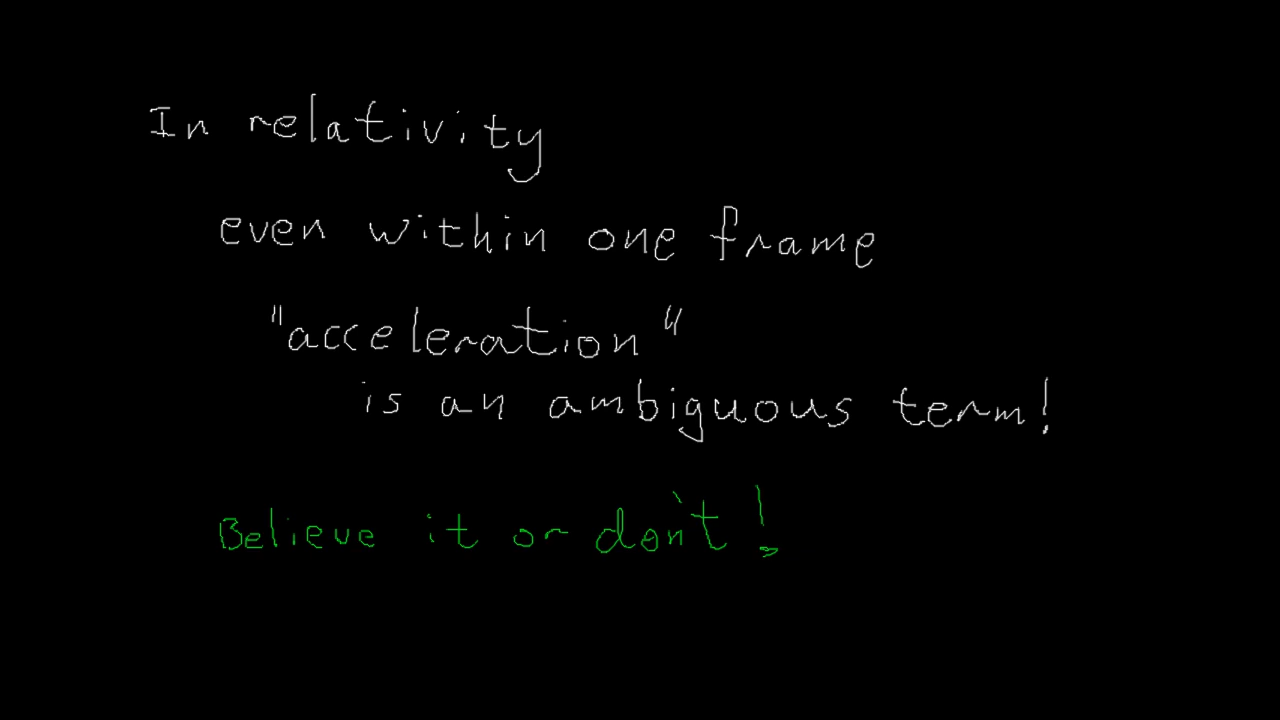 In relativity
even within one frame
"acceleration"
is an ambiguous term!
Believe it or don't!